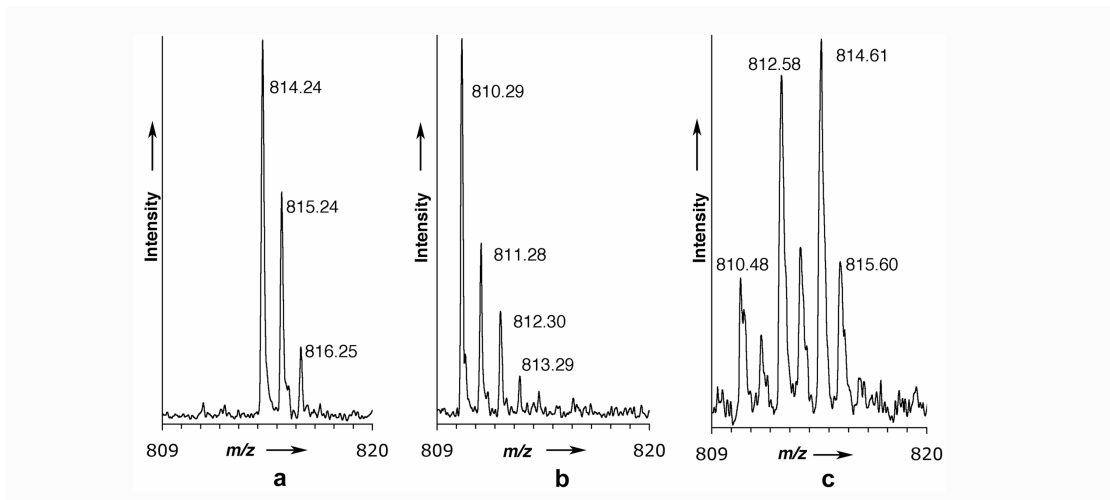 Intensity
814.24
815.24
816.25
809
m/z
820
a
Intensity
810.29
811.28
812.30
813.29
809
m/z
820
b
Intensity
812.58
814.61
810.48
815.60
809
m/z
820
c